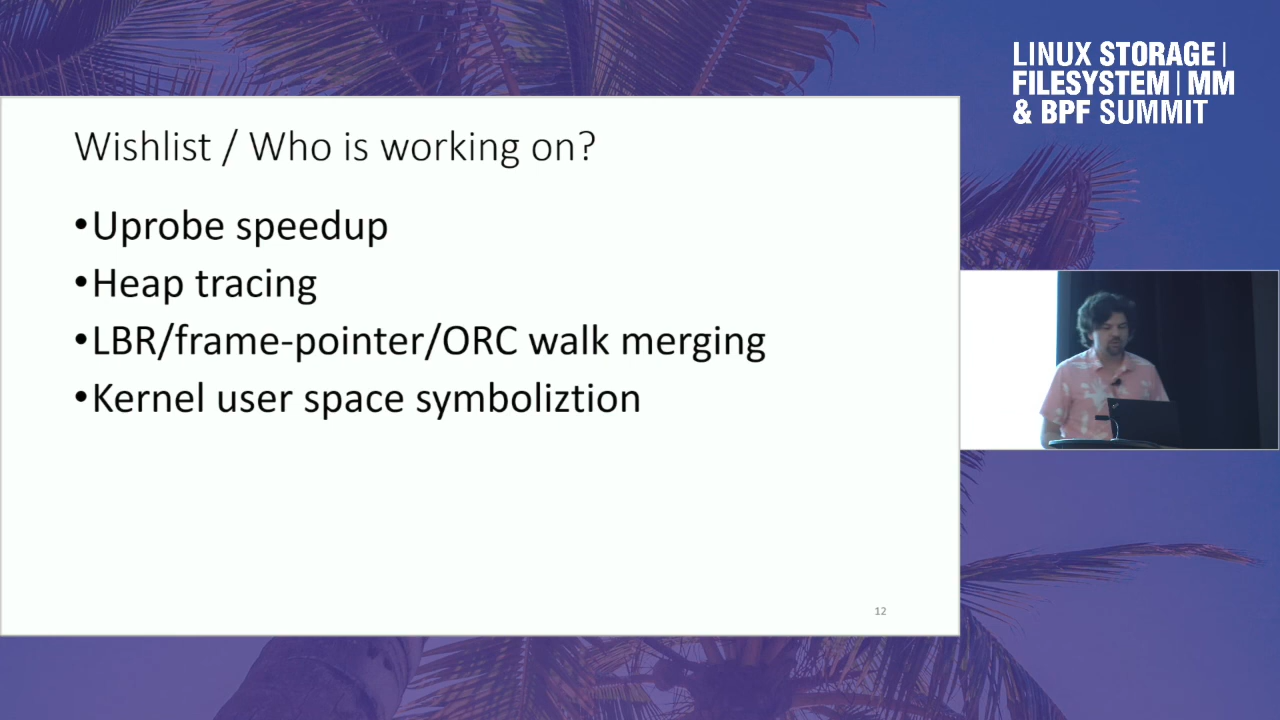 LINUX STORAGE |
FILESYSTEM | MM
& BPF SUMMIT
Wishlist / Who is working on?
•Uprobe speedup
•Heap tracing
•LBR/frame-pointer/ORC walk merging
•Kernel user space symboliztion
12